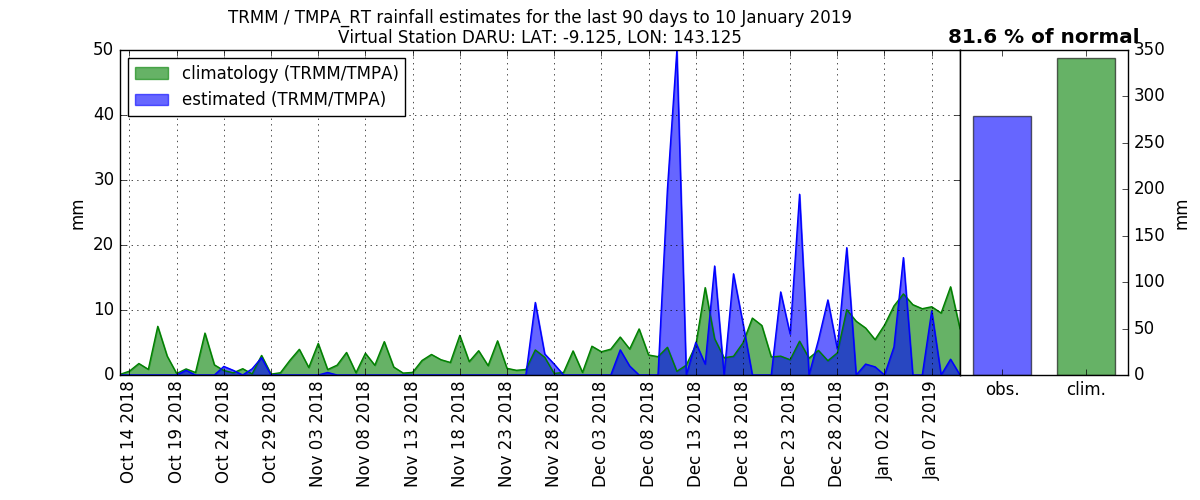 TRMM / TMPA_RT rainfall estimates for the last 90 days to 10 January 2019
Virtual Station DARU: LAT: -9.125, LON: 143.125
81.6 % of normal
climatology (TRMM/TMPA)
estimated (TRMM/TMPA)
50
40
30
20
10
0
mm
Oct 14 2018
Oct 19 2018
Oct 24 2018
Oct 29 2018
Nov 03 2018
Nov 08 2018
Nov 13 2018
Nov 18 2018
Nov 23 2018
Nov 28 2018
Dec 03 2018
Dec 08 2018
Dec 13 2018
Dec 18 2018
Dec 23 2018
Dec 28 2018
Jan 02 2019
Jan 07 2019
obs.
clim.
350
300
250
200
150
100
50
0
mm